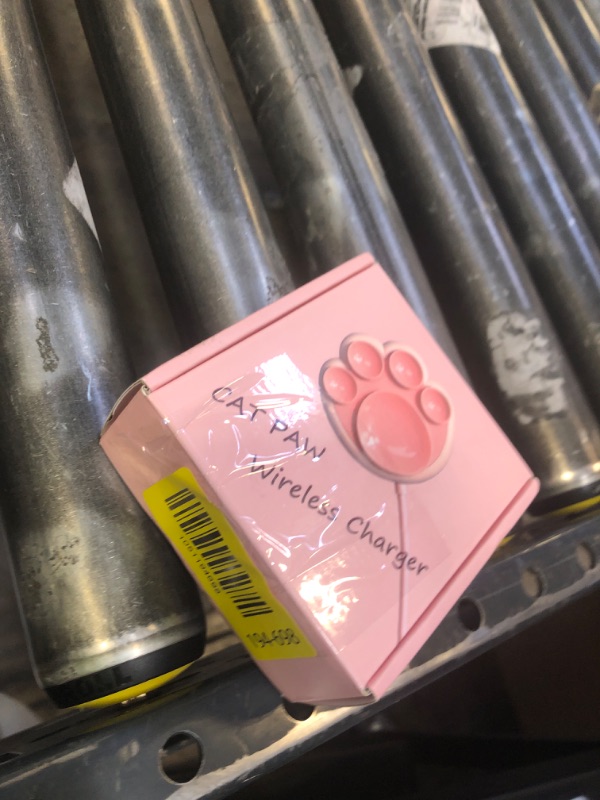 CAT PAW
Wireless Charger
194-698